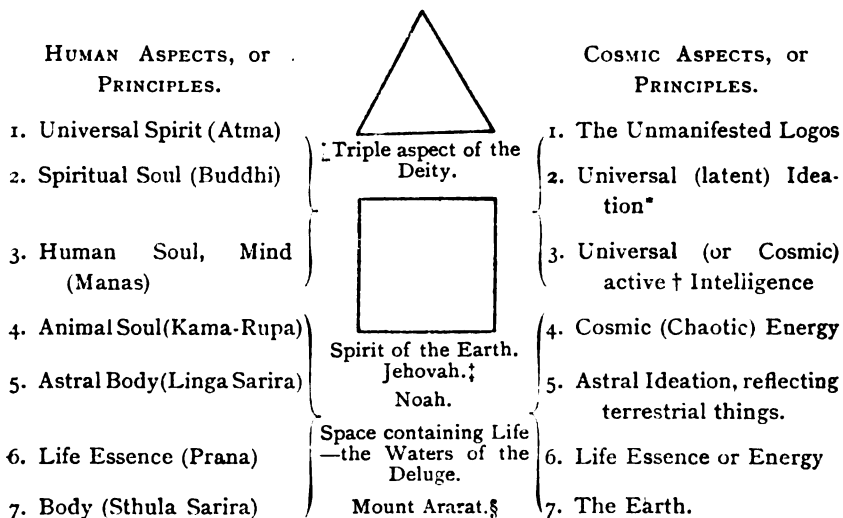 HUMAN ASPECTS, OR
PRINCIPLES.
1. Universal Spirit (Atma)
2. Spiritual Soul (Buddhi)
3. Human Soul, Mind
(Manas)
4. Animal Soul (Kama-Rupa)
5. Astral Body (Linga Sarira)
6. Life Essence (Prana)
7. Body (Sthula Sarira)
Triple aspect of the
Deity.
Spirit of the Earth.
Jehovah.‡
Noah.
Space containing Life
—the Waters of the
Deluge.
Mount Ararat.§
COSMIC ASPECTS, OR
PRINCIPLES.
1. The Unmanifested Logos
2. Universal (latent) Idea-
tion*
3. Universal (or Cosmic)
active † Intelligence
4. Cosmic (Chaotic) Energy
5. Astral Ideation, reflecting
terrestrial things.
6. Life Essence or Energy
7. The Earth.